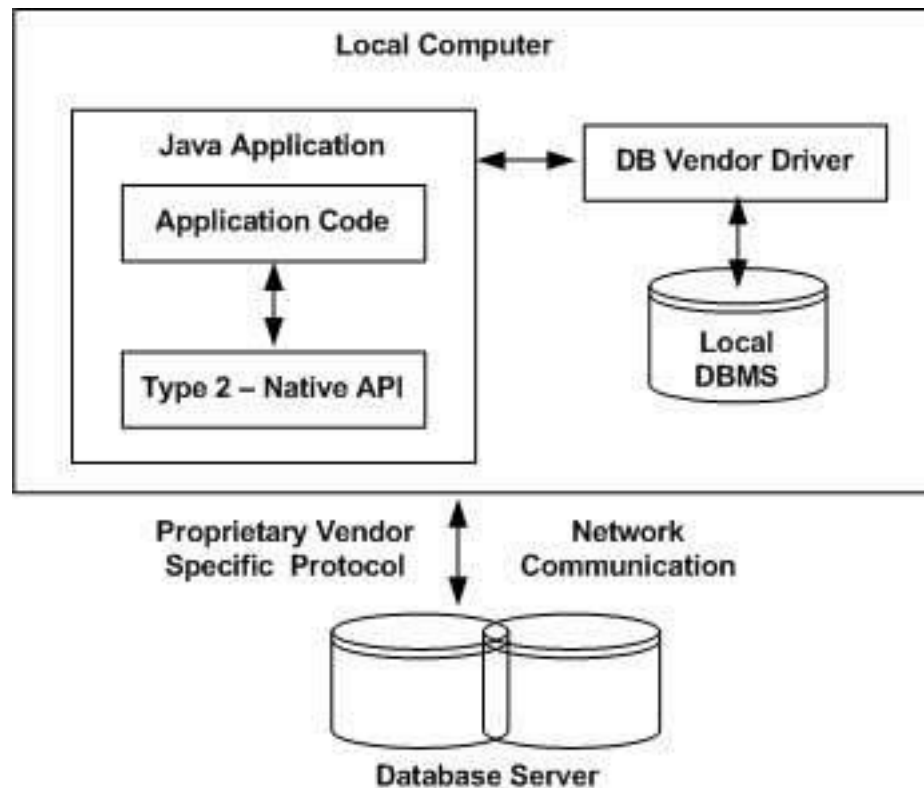 Local Computer
Java Application
DB Vendor Driver
Application Code
Type 2 – Native API
Local
DBMS
Proprietary Vendor
Specific Protocol
Network
Communication
Database Server